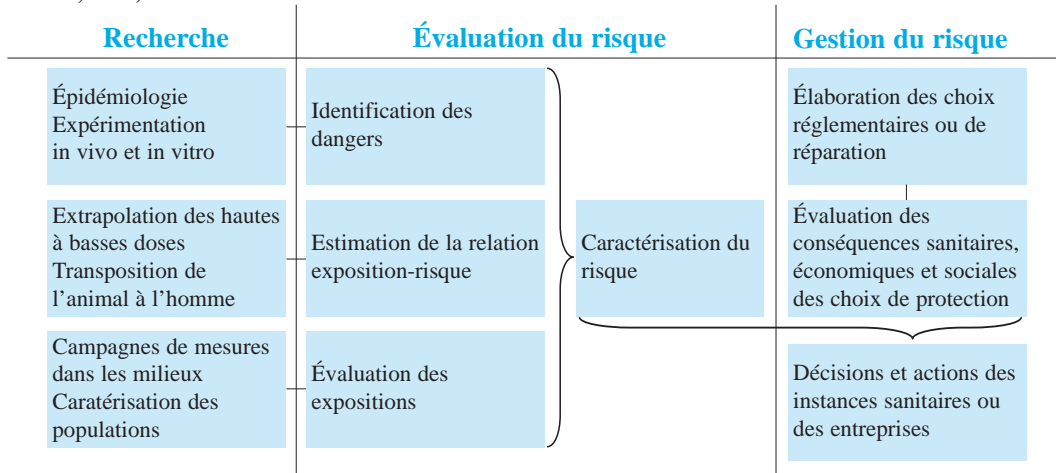 Recherche
Évaluation du risque
Gestion du risque
Épidémiologie
Expérimentation
in vivo et in vitro
Identification des
dangers
Élaboration des choix
réglementaires ou de
réparation
Extrapolation des hautes
à basses doses
Transposition de
l'animal à l'homme
Estimation de la relation
exposition-risque
Caractérisation du
risque
Évaluation des
conséquences sanitaires,
économiques et sociales
des choix de protection
Campagnes de mesures
dans les milieux
Caratérisation des
populations
Évaluation des
expositions
Décisions et actions des
instances sanitaires ou
des entreprises